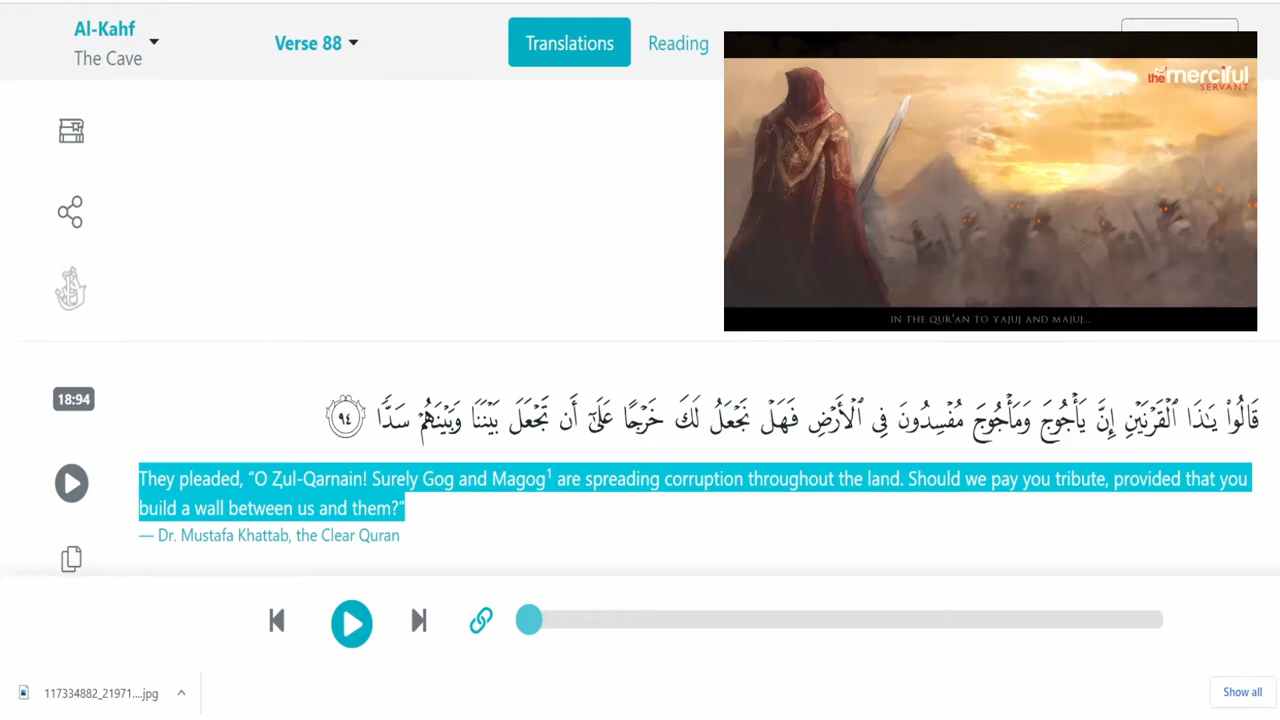 Al-Kahf
The Cave
Verse 88
Translations
Reading
the merciful
SERVANT
IN THE QUR'AN TO YAJUJ AND MAJUJ...
18:94
قَالُوا۟ يَـٰذَا ٱلْقَرْنَيْنِ إِنَّ يَأْجُوجَ وَمَأْجُوجَ مُفْسِدُونَ فِى ٱلْأَرْضِ فَهَلْ نَجْعَلُ لَكَ خَرْجًا عَلَىٰٓ أَن تَجْعَلَ بَيْنَنَا وَبَيْنَهُمْ سَدًّا ٩٤
They pleaded, “O Z̧ul-Qarnain! Surely Gog and Magog1 are spreading corruption throughout the land. Should we pay you tribute, provided that you
build a wall between us and them?”
— Dr. Mustafa Khattab, the Clear Quran
117334882_21971....jpg
Show all